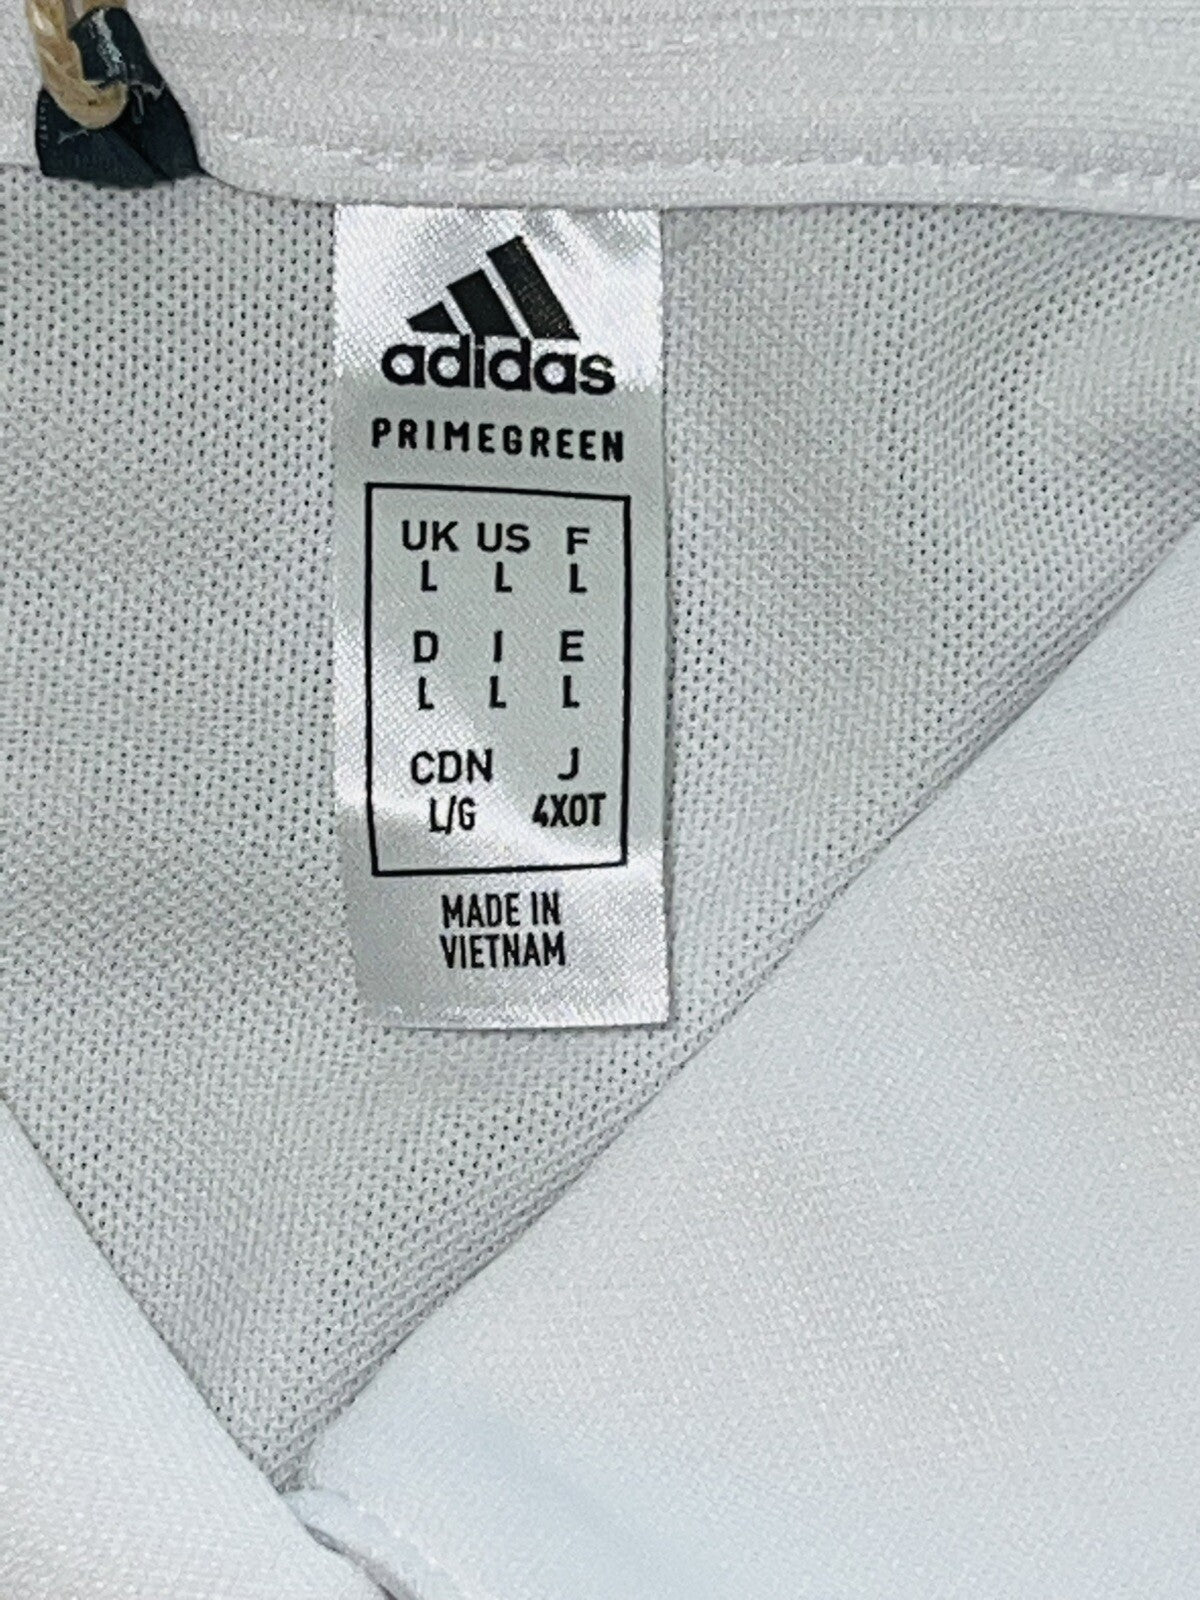 adidas
PRIMEGREEN
UK US F
L L L
D I E
L L L
CDN J
L/G 4XOT
MADE IN
VIETNAM